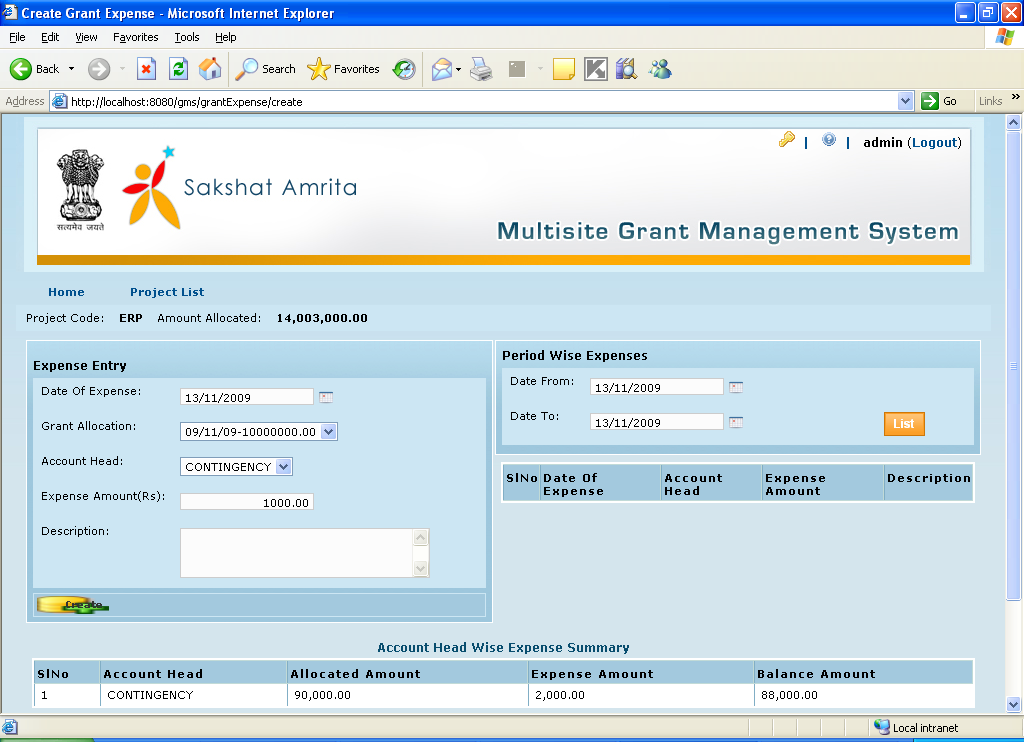 Create Grant Expense - Microsoft Internet Explorer
File Edit View Favorites Tools Help
Back Search Favorites
Address http://localhost:8080/gms/grantExpense/create Go Links »
| | admin (Logout)
सत्यमेव जयते
Sakshat Amrita
Multisite Grant Management System
Home Project List
Project Code: ERP Amount Allocated: 14,003,000.00
Expense Entry
Date Of Expense: 13/11/2009
Grant Allocation: 09/11/09-10000000.00
Account Head: CONTINGENCY
Expense Amount(Rs): 1000.00
Description:
Create
Period Wise Expenses
Date From: 13/11/2009
Date To: 13/11/2009
List
SlNo Date Of Expense Account Head Expense Amount Description
Account Head Wise Expense Summary
SlNo Account Head Allocated Amount Expense Amount Balance Amount
1 CONTINGENCY 90,000.00 2,000.00 88,000.00
Local intranet